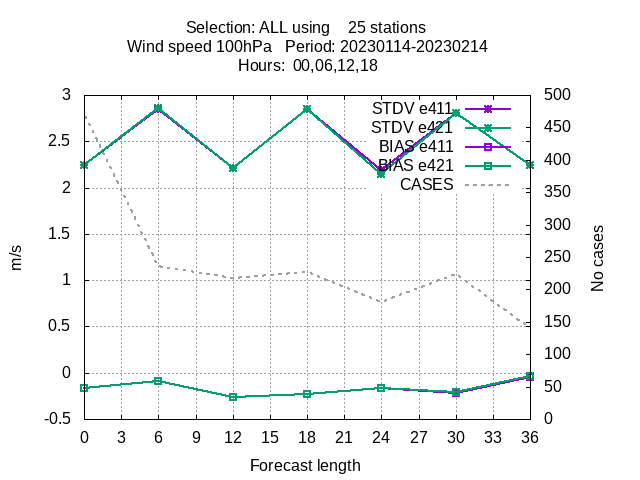 Selection: ALL using    25 stations
Wind speed 100hPa   Period: 20230114-20230214
Hours:  00,06,12,18
3
2.5
2
1.5
1
0.5
0
-0.5
500
450
400
350
300
250
200
150
100
50
0
m/s
No cases
STDV e411
STDV e421
BIAS e411
BIAS e421
CASES
0 3 6 9 12 15 18 21 24 27 30 33 36
Forecast length